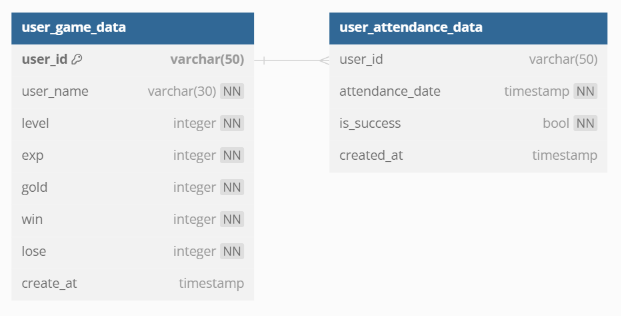 user_game_data
user_id varchar(50)
user_name varchar(30) NN
level integer NN
exp integer NN
gold integer NN
win integer NN
lose integer NN
create_at timestamp
user_attendance_data
user_id varchar(50)
attendance_date timestamp NN
is_success bool NN
created_at timestamp